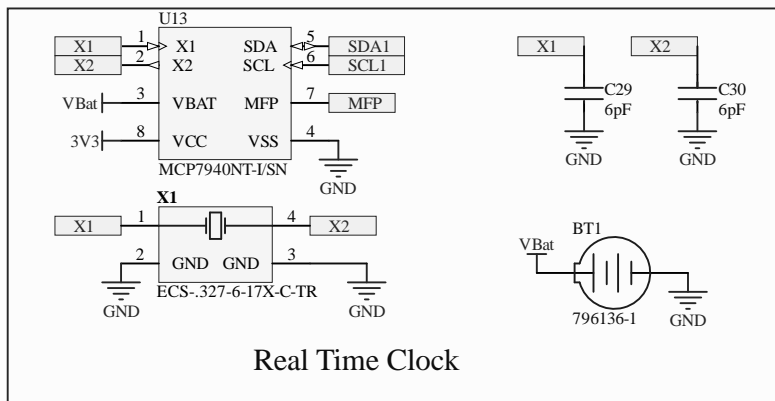 U13
X1 1 X1 SDA 5 SDA1
X2 2 X2 SCL 6 SCL1
VBat 3 VBAT MFP 7 MFP
3V3 8 VCC VSS 4
MCP7940NT-I/SN
GND
X1
X1 1 4 X2
2 GND GND 3
ECS-.327-6-17X-C-TR
GND GND
X1 X2
C29 C30
6pF 6pF
GND GND
BT1
VBat
796136-1
GND
Real Time Clock